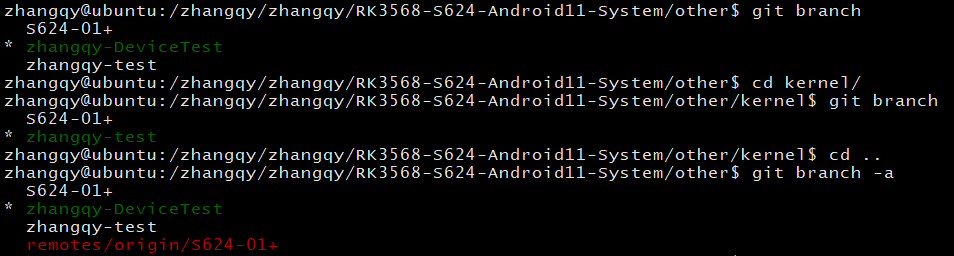 zhangqy@ubuntu:/zhangqy/zhangqy/RK3568-S624-Android11-System/other$ git branch
  S624-01+
* zhangqy-DeviceTest
  zhangqy-test
zhangqy@ubuntu:/zhangqy/zhangqy/RK3568-S624-Android11-System/other$ cd kernel/
zhangqy@ubuntu:/zhangqy/zhangqy/RK3568-S624-Android11-System/other/kernel$ git branch
  S624-01+
* zhangqy-test
zhangqy@ubuntu:/zhangqy/zhangqy/RK3568-S624-Android11-System/other/kernel$ cd ..
zhangqy@ubuntu:/zhangqy/zhangqy/RK3568-S624-Android11-System/other$ git branch -a
  S624-01+
* zhangqy-DeviceTest
  zhangqy-test
  remotes/origin/S624-01+